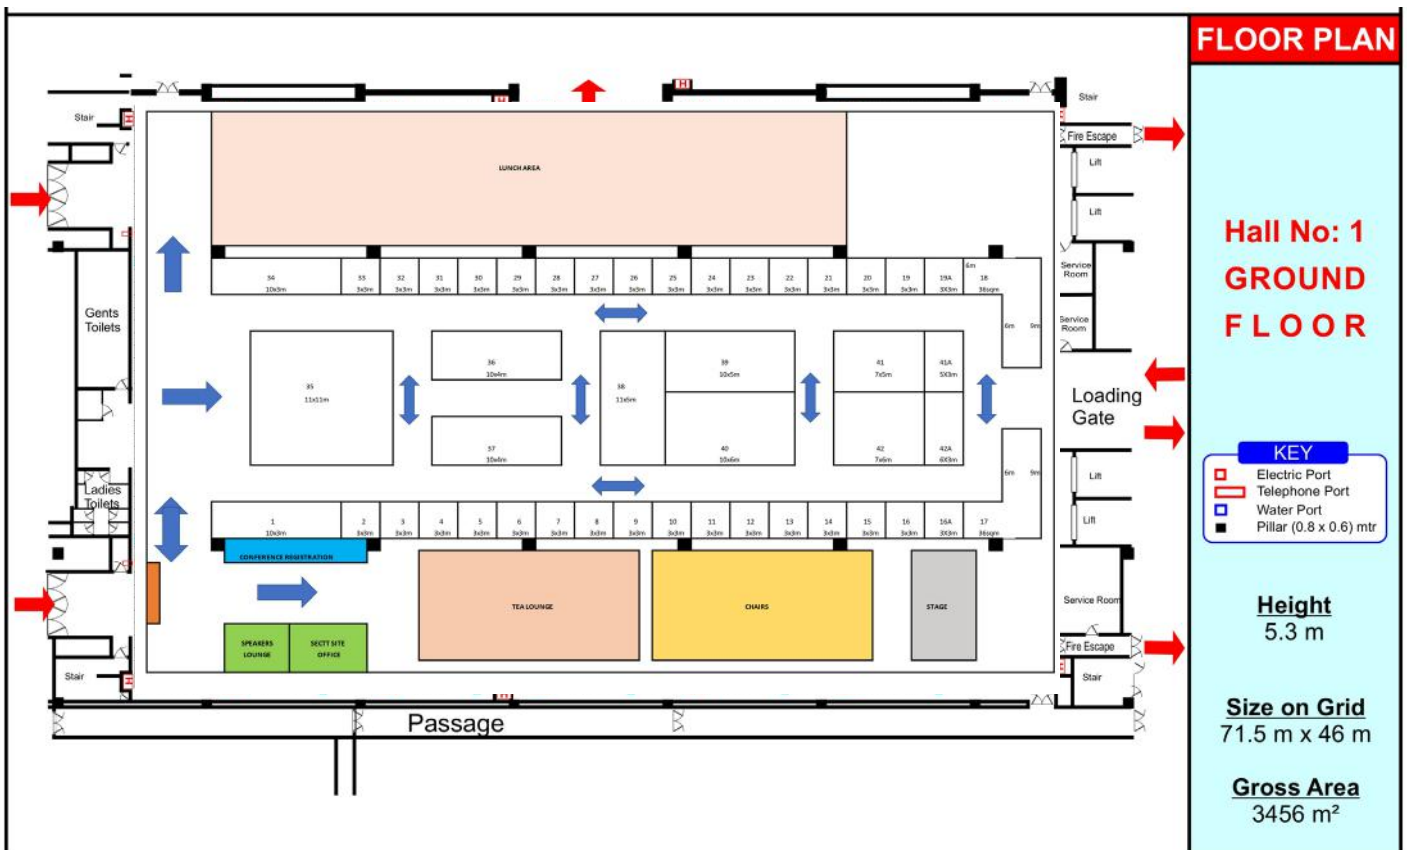 FLOOR PLAN
Hall No: 1
GROUND
FLOOR
KEY
Electric Port
Telephone Port
Water Port
Pillar (0.8 x 0.6) mtr
Height
5.3 m
Size on Grid
71.5 m x 46 m
Gross Area
3456 m²
Stair
Stair
Fire Escape
Lift
Lift
LUNCH AREA
34 33 32 31 30 29 28 27 26 25 24 23 22 21 20 19 19A 6m 18
10x3m 3x3m 3x3m 3x3m 3x3m 3x3m 3x3m 3x3m 3x3m 3x3m 3x3m 3x3m 3x3m 3x3m 3x3m 3x3m 3X3m 36sqm
Service
Room
Service
Room
Gents
Toilets
6m 9m
35
11x11m
36
10x4m
37
10x4m
38
11x5m
39
10x5m
40
10x6m
41
7x5m
41A
5X3m
42
7x6m
42A
6X3m
Loading
Gate
6m 9m
Ladies
Toilets
Lift
Lift
1 2 3 4 5 6 7 8 9 10 11 12 13 14 15 16 16A 17
10x3m 3x3m 3x3m 3x3m 3x3m 3x3m 3x3m 3x3m 3x3m 3x3m 3x3m 3x3m 3x3m 3x3m 3x3m 3x3m 3X3m 36sqm
CONFERENCE REGISTRATION
TEA LOUNGE
CHAIRS
STAGE
Service Room
SPEAKERS
LOUNGE
SECTT SITE
OFFICE
Fire Escape
Stair
Stair
Passage
H
H
H
H
H